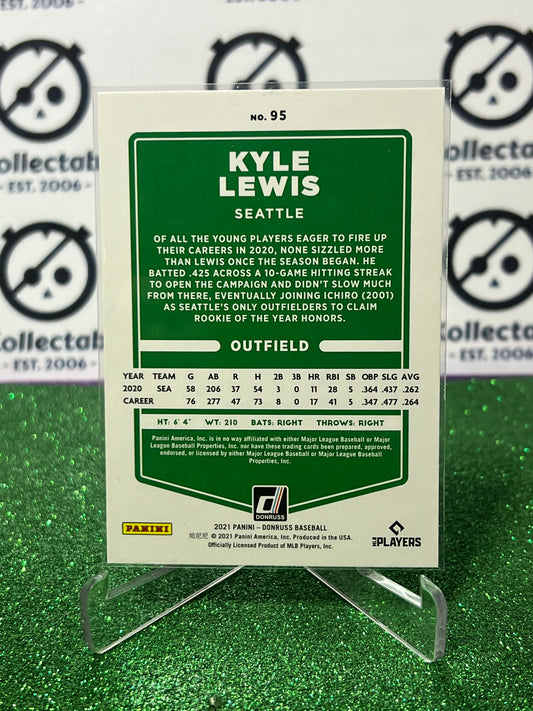 EST. 2006 -
Collectab
- EST. 2006 -
NO. 95
KYLE
LEWIS
SEATTLE
OF ALL THE YOUNG PLAYERS EAGER TO FIRE UP
THEIR CAREERS IN 2020, NONE SIZZLED MORE
THAN LEWIS ONCE THE SEASON BEGAN. HE
BATTED .425 ACROSS A 10-GAME HITTING STREAK
TO OPEN THE CAMPAIGN AND DIDN'T SLOW MUCH
FROM THERE, EVENTUALLY JOINING ICHIRO (2001)
AS SEATTLE'S ONLY OUTFIELDERS TO CLAIM
ROOKIE OF THE YEAR HONORS.
OUTFIELD
YEAR TEAM G AB R H 2B 3B HR RBI SB OBP SLG AVG
2020 SEA 58 206 37 54 3 0 11 28 5 .364 .437 .262
CAREER 76 277 47 73 8 0 17 41 5 .347 .477 .264
HT: 6' 4" WT: 210 BATS: RIGHT THROWS: RIGHT
Panini America, Inc. is in no way affiliated with either Major League Baseball or Major
League Baseball Properties, Inc. nor have these trading cards been prepared, approved,
endorsed, or licensed by either Major League Baseball or Major League Baseball
Properties, Inc.
DONRUSS
2021 PANINI – DONRUSS BASEBALL
PANINI
帕尼尼 © 2021 Panini America, Inc. Produced in the USA.
Officially Licensed Product of MLB Players, Inc.
MLB PLAYERS
Collectab
EST. 2006